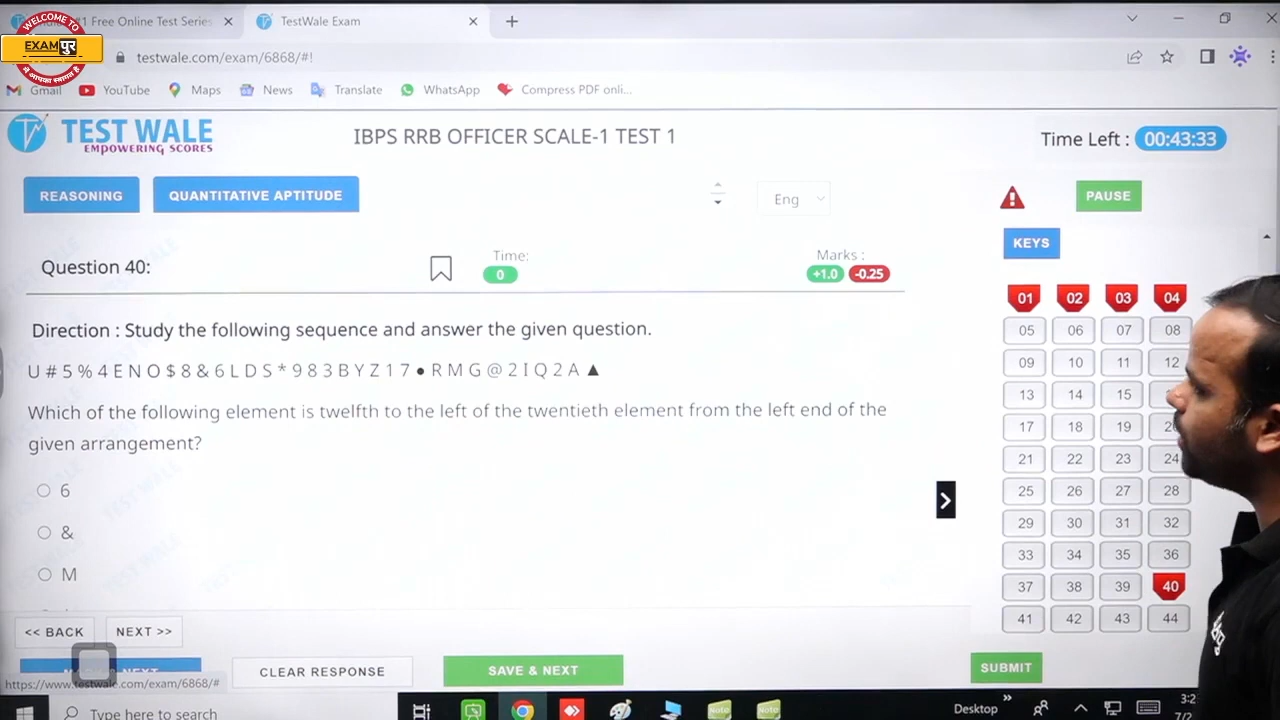 WELCOME TO
EXAMपुर
में आपका स्वागत है
#1 Free Online Test Series
TestWale Exam
testwale.com/exam/6868/#!
Gmail YouTube Maps News Translate WhatsApp Compress PDF onli...
TEST WALE
EMPOWERING SCORES
IBPS RRB OFFICER SCALE-1 TEST 1
Time Left : 00:43:33
REASONING QUANTITATIVE APTITUDE Eng PAUSE
KEYS
Question 40: Time: 0 Marks : +1.0 -0.25
Direction : Study the following sequence and answer the given question.
U # 5 % 4 E N O $ 8 & 6 L D S * 9 8 3 B Y Z 1 7 ● R M G @ 2 I Q 2 A ▲
Which of the following element is twelfth to the left of the twentieth element from the left end of the
given arrangement?
6
&
M
01 02 03 04
05 06 07 08
09 10 11 12
13 14 15
17 18 19
21 22 23 24
25 26 27 28
29 30 31 32
33 34 35 36
37 38 39 40
41 42 43 44
<< BACK NEXT >>
CLEAR RESPONSE SAVE & NEXT SUBMIT
https://www.testwale.com/exam/6868/#
Type here to search
Desktop